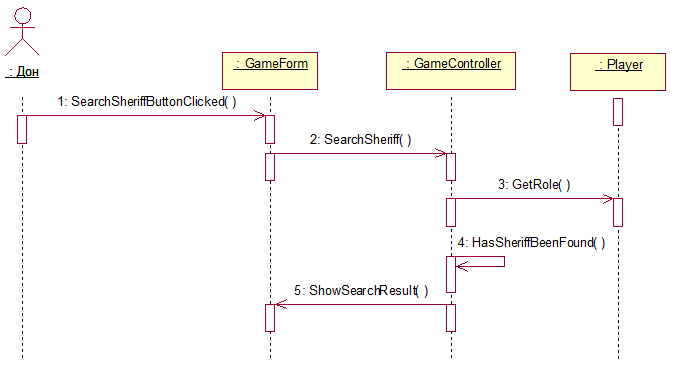 : GameForm
: GameController
: Player
: Дон
1: SearchSheriffButtonClicked( )
2: SearchSheriff( )
3: GetRole( )
4: HasSheriffBeenFound( )
5: ShowSearchResult( )